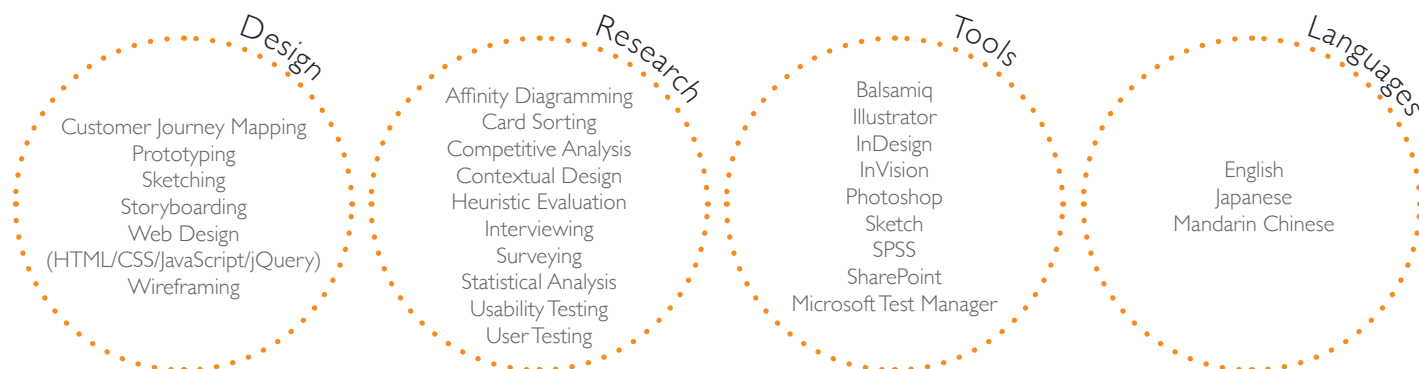 Design
Customer Journey Mapping
Prototyping
Sketching
Storyboarding
Web Design
(HTML/CSS/JavaScript/jQuery)
Wireframing
Research
Affinity Diagramming
Card Sorting
Competitive Analysis
Contextual Design
Heuristic Evaluation
Interviewing
Surveying
Statistical Analysis
Usability Testing
User Testing
Tools
Balsamiq
Illustrator
InDesign
InVision
Photoshop
Sketch
SPSS
SharePoint
Microsoft Test Manager
Languages
English
Japanese
Mandarin Chinese